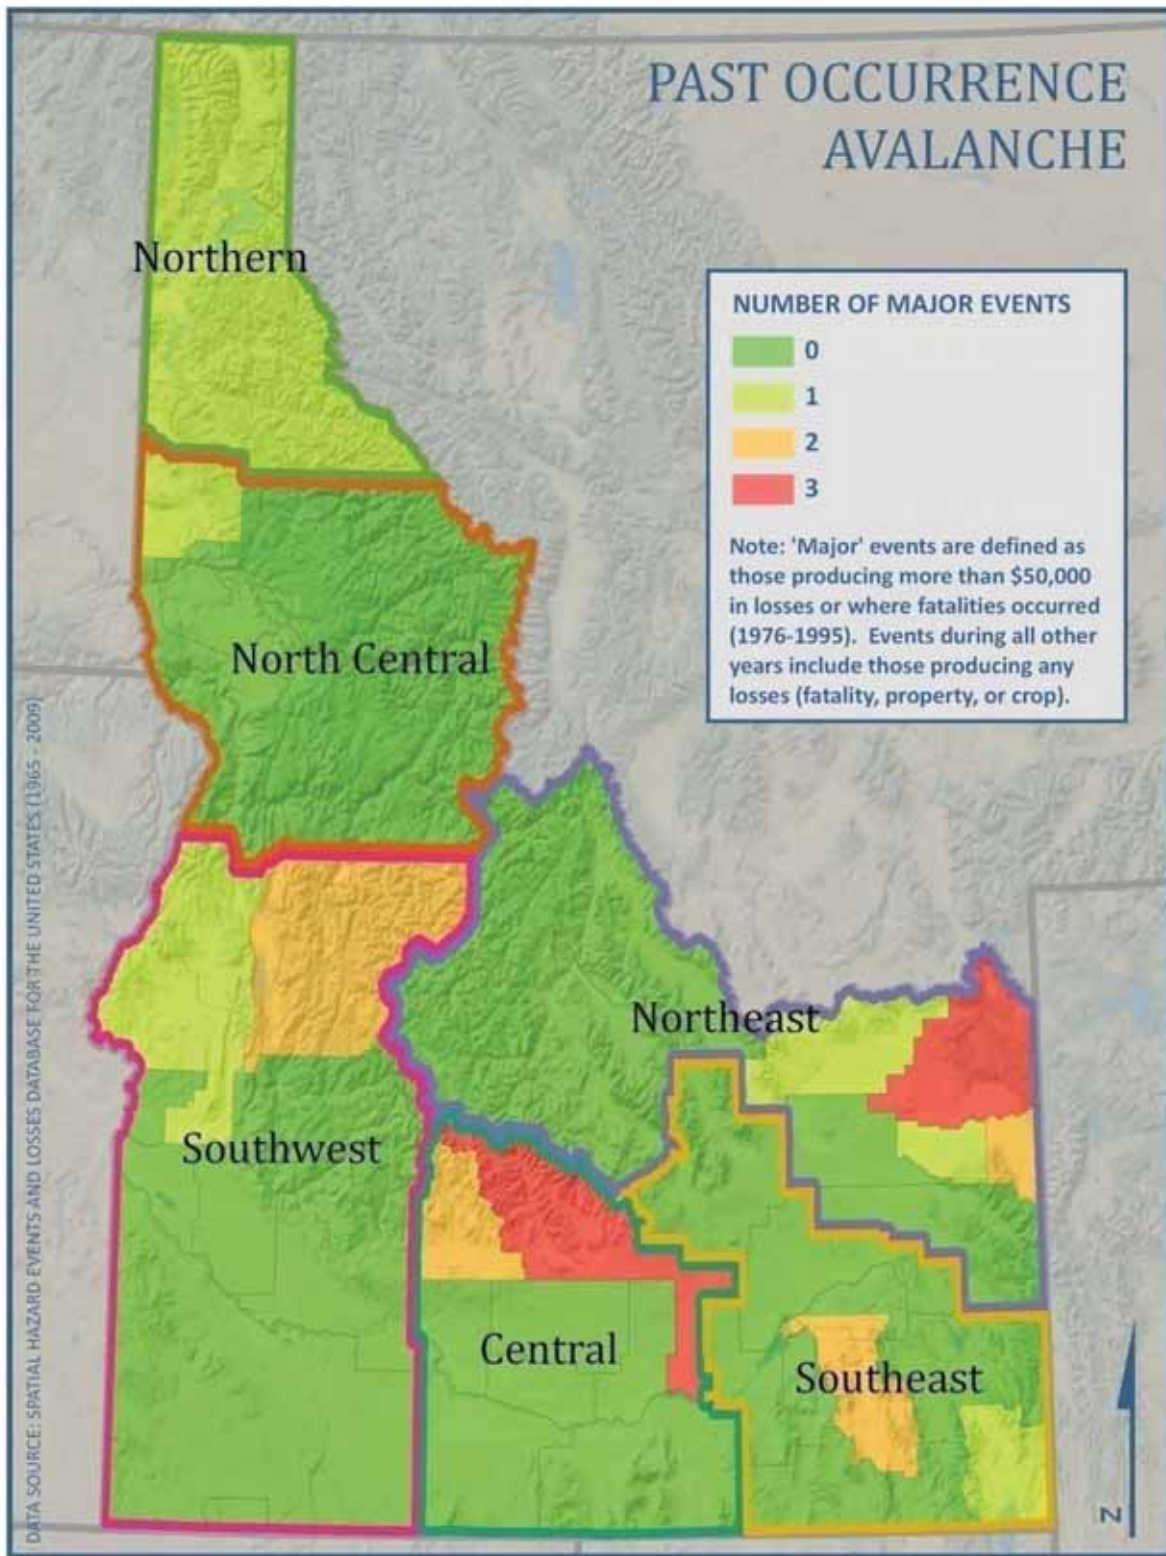 PAST OCCURRENCE
AVALANCHE
Northern
NUMBER OF MAJOR EVENTS
0
1
2
3
Note: 'Major' events are defined as
those producing more than $50,000
in losses or where fatalities occurred
(1976-1995).  Events during all other
years include those producing any
losses (fatality, property, or crop).
North Central
Northeast
Southwest
Central
Southeast
DATA SOURCE: SPATIAL HAZARD EVENTS AND LOSSES DATABASE FOR THE UNITED STATES (1965 - 2009)
N